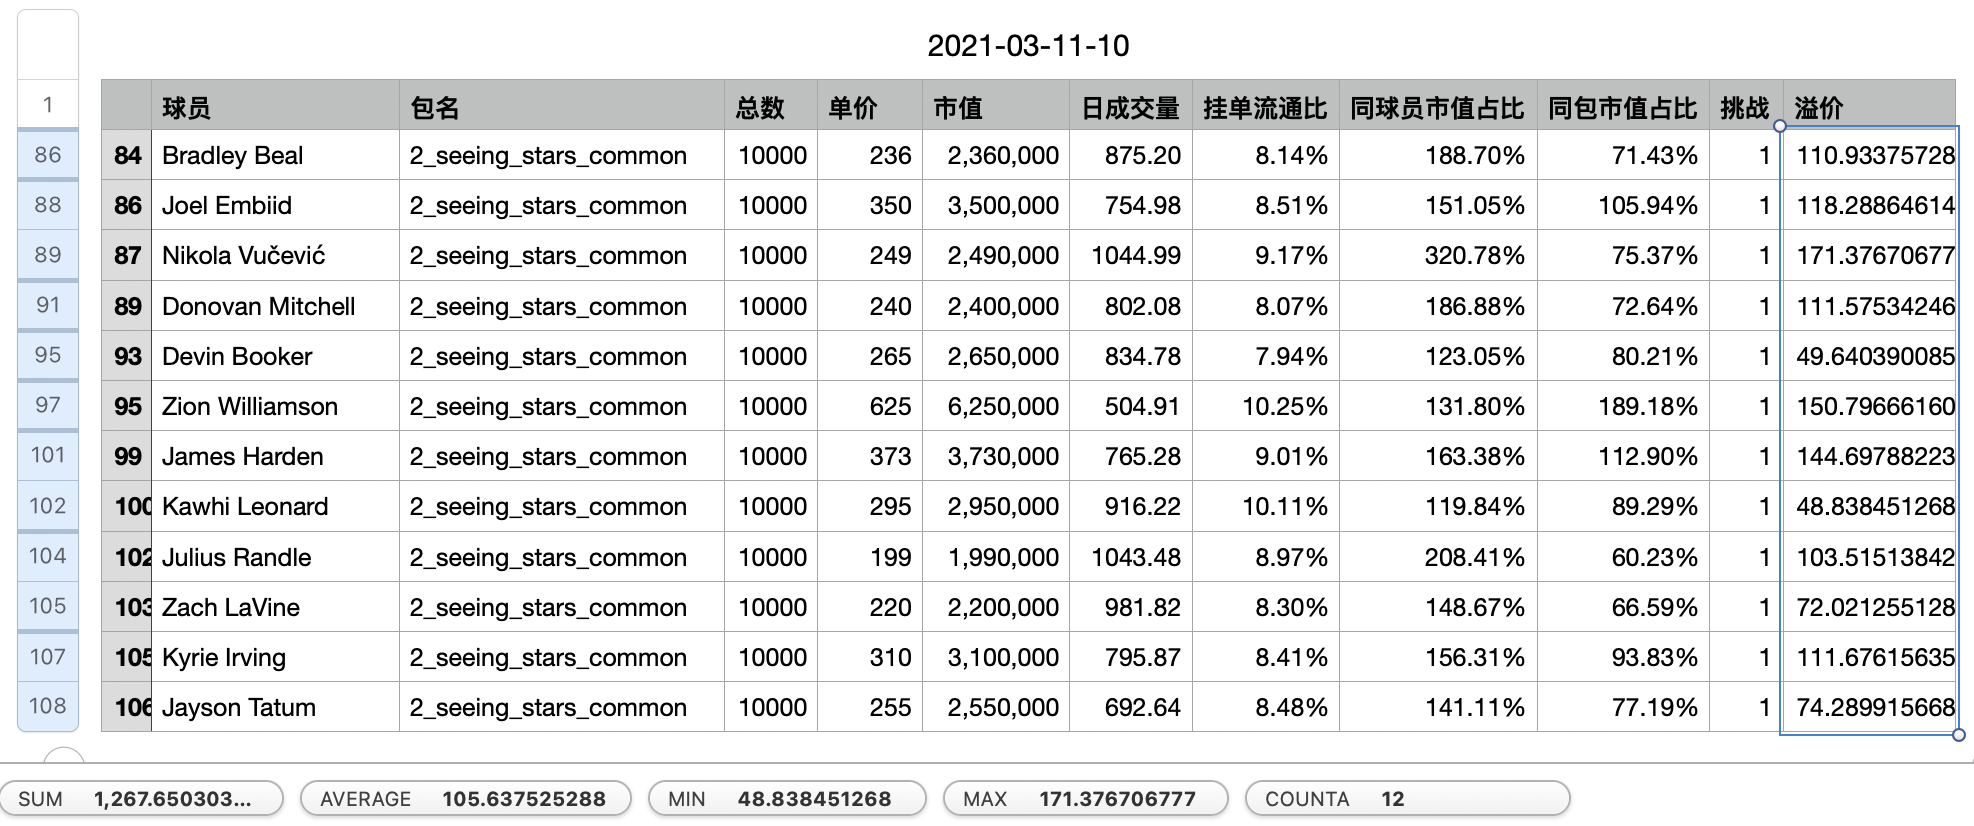 2021-03-11-10
1 球员 包名 总数 单价 市值 日成交量 挂单流通比 同球员市值占比 同包市值占比 挑战 溢价
86 84 Bradley Beal 2_seeing_stars_common 10000 236 2,360,000 875.20 8.14% 188.70% 71.43% 1 110.93375728
88 86 Joel Embiid 2_seeing_stars_common 10000 350 3,500,000 754.98 8.51% 151.05% 105.94% 1 118.28864614
89 87 Nikola Vučević 2_seeing_stars_common 10000 249 2,490,000 1044.99 9.17% 320.78% 75.37% 1 171.37670677
91 89 Donovan Mitchell 2_seeing_stars_common 10000 240 2,400,000 802.08 8.07% 186.88% 72.64% 1 111.57534246
95 93 Devin Booker 2_seeing_stars_common 10000 265 2,650,000 834.78 7.94% 123.05% 80.21% 1 49.640390085
97 95 Zion Williamson 2_seeing_stars_common 10000 625 6,250,000 504.91 10.25% 131.80% 189.18% 1 150.79666160
101 99 James Harden 2_seeing_stars_common 10000 373 3,730,000 765.28 9.01% 163.38% 112.90% 1 144.69788223
102 100 Kawhi Leonard 2_seeing_stars_common 10000 295 2,950,000 916.22 10.11% 119.84% 89.29% 1 48.838451268
104 102 Julius Randle 2_seeing_stars_common 10000 199 1,990,000 1043.48 8.97% 208.41% 60.23% 1 103.51513842
105 103 Zach LaVine 2_seeing_stars_common 10000 220 2,200,000 981.82 8.30% 148.67% 66.59% 1 72.021255128
107 105 Kyrie Irving 2_seeing_stars_common 10000 310 3,100,000 795.87 8.41% 156.31% 93.83% 1 111.67615635
108 106 Jayson Tatum 2_seeing_stars_common 10000 255 2,550,000 692.64 8.48% 141.11% 77.19% 1 74.289915668
SUM 1,267.650303... AVERAGE 105.637525288 MIN 48.838451268 MAX 171.376706777 COUNTA 12